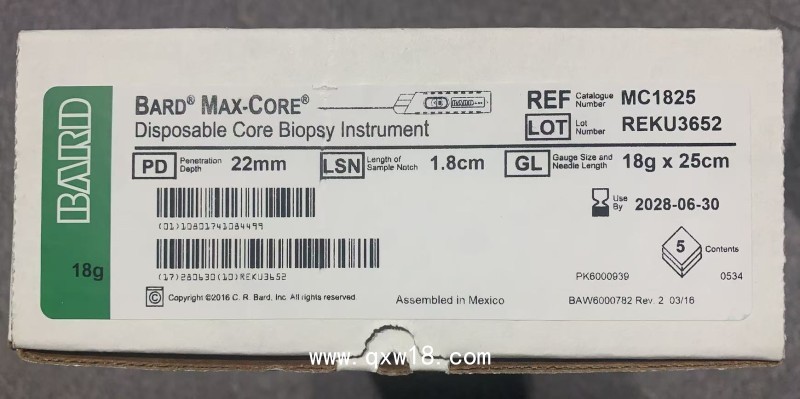 BARD
18g
BARD® MAX-CORE®
Disposable Core Biopsy Instrument
BARD
REF Catalogue Number MC1825
LOT Lot Number REKU3652
PD Penetration Depth 22mm LSN Length of Sample Notch 1.8cm GL Gauge Size and Needle Length 18g x 25cm
Use By 2028-06-30
(01)10801741084499
(17)280630(10)REKU3652
5 Contents
PK6000939 0534
C Copyright ©2016 C. R. Bard, Inc. All rights reserved.
Assembled in Mexico
BAW6000782 Rev. 2 03/16
www.qxw18.com